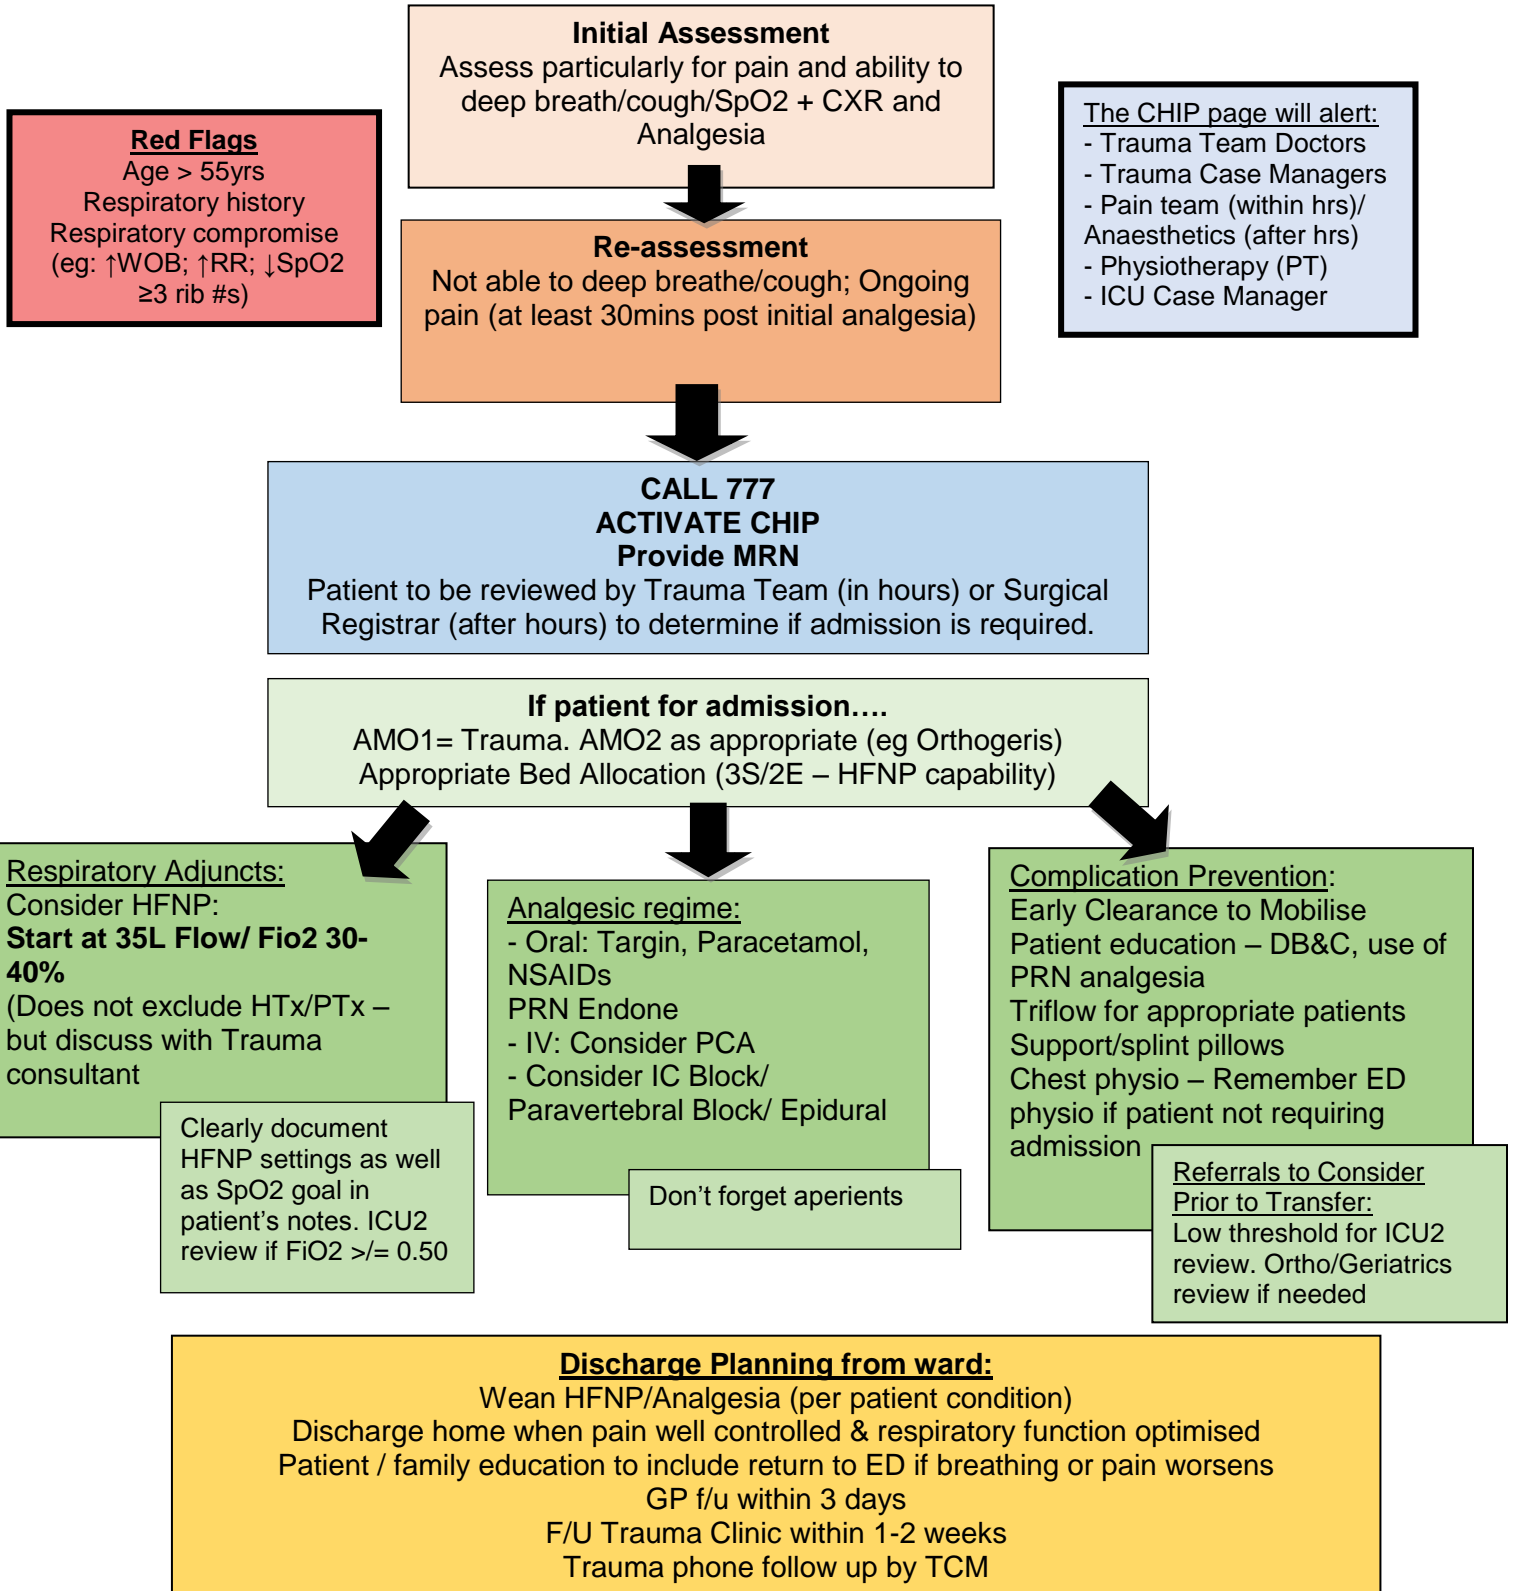 Initial Assessment
Assess particularly for pain and ability to
deep breath/cough/SpO2 + CXR and
Analgesia
Red Flags
Age > 55yrs
Respiratory history
Respiratory compromise
(eg: ↑WOB; ↑RR; ↓SpO2
≥3 rib #s)
The CHIP page will alert:
- Trauma Team Doctors
- Trauma Case Managers
- Pain team (within hrs)/
Anaesthetics (after hrs)
- Physiotherapy (PT)
- ICU Case Manager
Re-assessment
Not able to deep breathe/cough; Ongoing
pain (at least 30mins post initial analgesia)
CALL 777
ACTIVATE CHIP
Provide MRN
Patient to be reviewed by Trauma Team (in hours) or Surgical
Registrar (after hours) to determine if admission is required.
If patient for admission….
AMO1= Trauma. AMO2 as appropriate (eg Orthogeris)
Appropriate Bed Allocation (3S/2E – HFNP capability)
Respiratory Adjuncts:
Consider HFNP:
Start at 35L Flow/ Fio2 30-
40%
(Does not exclude HTx/PTx –
but discuss with Trauma
consultant
Clearly document
HFNP settings as well
as SpO2 goal in
patient's notes. ICU2
review if FiO2 >/= 0.50
Analgesic regime:
- Oral: Targin, Paracetamol,
NSAIDs
PRN Endone
- IV: Consider PCA
- Consider IC Block/
Paravertebral Block/ Epidural
Don't forget aperients
Complication Prevention:
Early Clearance to Mobilise
Patient education – DB&C, use of
PRN analgesia
Triflow for appropriate patients
Support/splint pillows
Chest physio – Remember ED
physio if patient not requiring
admission
Referrals to Consider
Prior to Transfer:
Low threshold for ICU2
review. Ortho/Geriatrics
review if needed
Discharge Planning from ward:
Wean HFNP/Analgesia (per patient condition)
Discharge home when pain well controlled & respiratory function optimised
Patient / family education to include return to ED if breathing or pain worsens
GP f/u within 3 days
F/U Trauma Clinic within 1-2 weeks
Trauma phone follow up by TCM